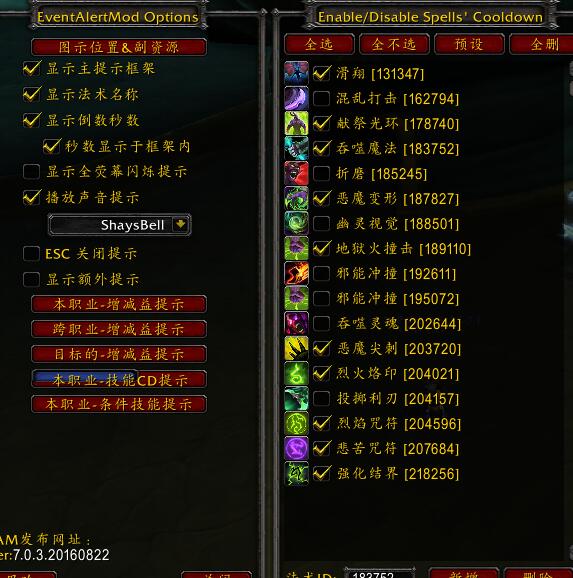 EventAlertMod Options
图示位置&副资源
显示主提示框架
显示法术名称
显示倒数秒数
秒数显示于框架内
显示全荧幕闪烁提示
播放声音提示
ShaysBell
ESC 关闭提示
显示额外提示
本职业-增减益提示
跨职业-增减益提示
目标的-增减益提示
本职业-技能CD提示
本职业-条件技能提示
AM发布网址：
er:7.0.3.20160822
Enable/Disable Spells' Cooldown
全选 全不选 预设 全删
滑翔 [131347]
混乱打击 [162794]
献祭光环 [178740]
吞噬魔法 [183752]
折磨 [185245]
恶魔变形 [187827]
幽灵视觉 [188501]
地狱火撞击 [189110]
邪能冲撞 [192611]
邪能冲撞 [195072]
吞噬灵魂 [202644]
恶魔尖刺 [203720]
烈火烙印 [204021]
投掷利刃 [204157]
烈焰咒符 [204596]
悲苦咒符 [207684]
强化结界 [218256]
法术ID: 183752 新增 删除